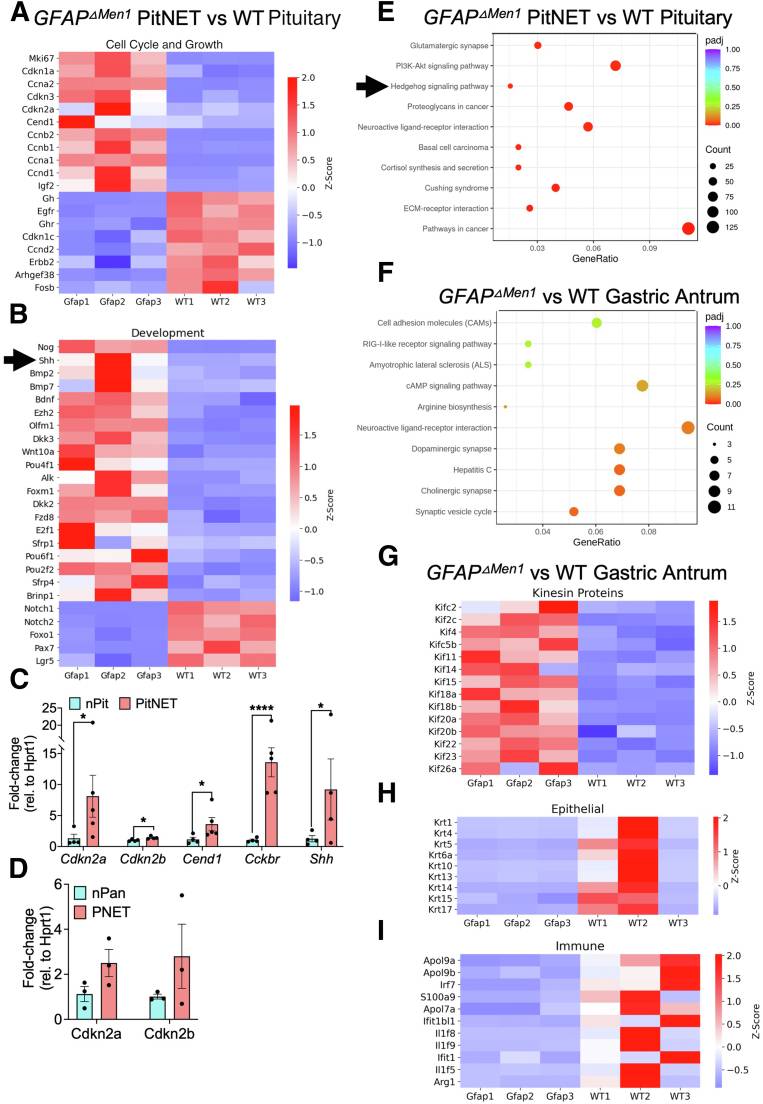 A
GFAP^ΔMen1 PitNET vs WT Pituitary
Cell Cycle and Growth
Mki67
Cdkn1a
Ccna2
Cdkn3
Cdkn2a
Cend1
Ccnb2
Ccnb1
Ccna1
Ccnd1
Igf2
Gh
Egfr
Ghr
Cdkn1c
Ccnd2
Erbb2
Arhgef38
Fosb
Gfap1 Gfap2 Gfap3 WT1 WT2 WT3
2.0
1.5
1.0
0.5
0.0
−0.5
−1.0
Z-Score
B
Development
Nog
Shh
Bmp2
Bmp7
Bdnf
Ezh2
Olfm1
Dkk3
Wnt10a
Pou4f1
Alk
Foxm1
Dkk2
Fzd8
E2f1
Sfrp1
Pou6f1
Pou2f2
Sfrp4
Brinp1
Notch1
Notch2
Foxo1
Pax7
Lgr5
Gfap1 Gfap2 Gfap3 WT1 WT2 WT3
1.5
1.0
0.5
0.0
−0.5
−1.0
Z-Score
C
nPit PitNET
Fold-change
(rel. to Hprt1)
25
20
15
15
10
5
0
* * * **** *
Cdkn2a Cdkn2b Cend1 Cckbr Shh
D
nPan
PNET
Fold-change
(rel. to Hprt1)
6
4
2
0
Cdkn2a Cdkn2b
E
GFAP^ΔMen1 PitNET vs WT Pituitary
Glutamatergic synapse
PI3K-Akt signaling pathway
Hedgehog signaling pathway
Proteoglycans in cancer
Neuroactive ligand-receptor interaction
Basal cell carcinoma
Cortisol synthesis and secretion
Cushing syndrome
ECM-receptor interaction
Pathways in cancer
0.03 0.06 0.09
GeneRatio
padj
1.00
0.75
0.50
0.25
0.00
Count
25
50
75
100
125
F
GFAP^ΔMen1 vs WT Gastric Antrum
Cell adhesion molecules (CAMs)
RIG-I-like receptor signaling pathway
Amyotrophic lateral sclerosis (ALS)
cAMP signaling pathway
Arginine biosynthesis
Neuroactive ligand-receptor interaction
Dopaminergic synapse
Hepatitis C
Cholinergic synapse
Synaptic vesicle cycle
0.04 0.06 0.08
GeneRatio
padj
1.00
0.75
0.50
0.25
0.00
Count
3
5
7
9
11
G
GFAP^ΔMen1 vs WT Gastric Antrum
Kinesin Proteins
Kifc2
Kif2c
Kif4
Kifc5b
Kif11
Kif14
Kif15
Kif18a
Kif18b
Kif20a
Kif20b
Kif22
Kif23
Kif26a
Gfap1 Gfap2 Gfap3 WT1 WT2 WT3
1.5
1.0
0.5
0.0
−0.5
−1.0
Z-Score
H
Epithelial
Krt1
Krt4
Krt5
Krt6a
Krt10
Krt13
Krt14
Krt15
Krt17
Gfap1 Gfap2 Gfap3 WT1 WT2 WT3
2
1
0
Z-Score
I
Immune
Apol9a
Apol9b
Irf7
S100a9
Apol7a
Ifit1bl1
Il1f8
Il1f9
Ifit1
Il1f5
Arg1
Gfap1 Gfap2 Gfap3 WT1 WT2 WT3
2.0
1.5
1.0
0.5
0.0
−0.5
Z-Score